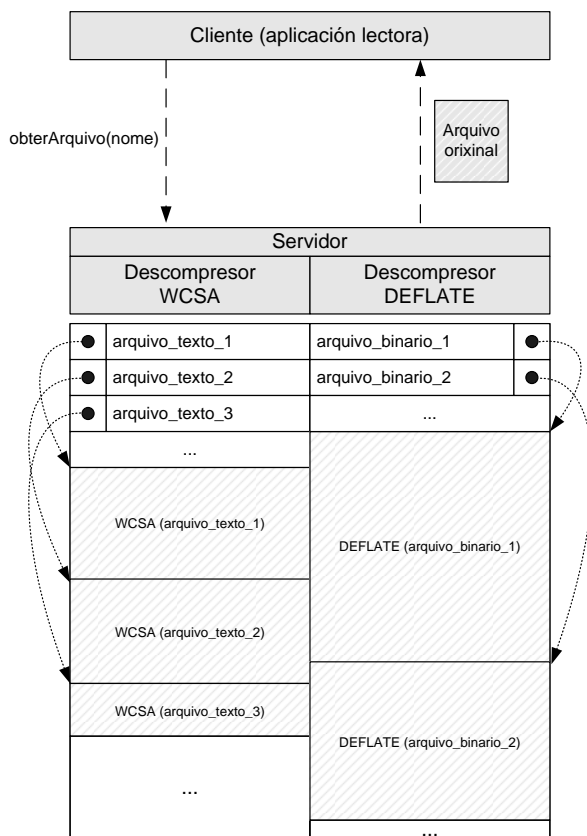 Cliente (aplicación lectora)
obterArquivo(nome)
Arquivo
orixinal
Servidor
Descompresor
WCSA
Descompresor
DEFLATE
arquivo_texto_1
arquivo_binario_1
arquivo_texto_2
arquivo_binario_2
arquivo_texto_3
...
...
WCSA (arquivo_texto_1)
DEFLATE (arquivo_binario_1)
WCSA (arquivo_texto_2)
WCSA (arquivo_texto_3)
DEFLATE (arquivo_binario_2)
...
...